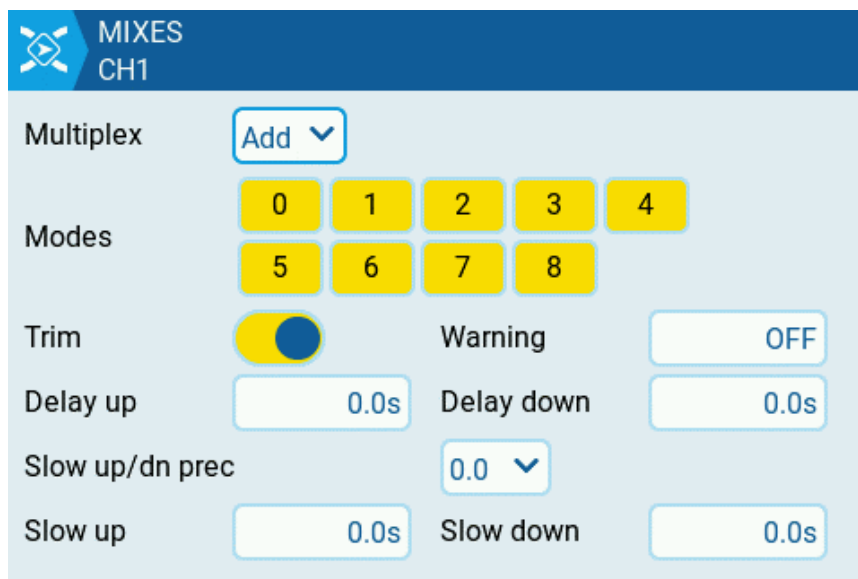 MIXES
CH1
Multiplex Add
Modes
0 1 2 3 4
5 6 7 8
Trim Warning OFF
Delay up 0.0s Delay down 0.0s
Slow up/dn prec 0.0
Slow up 0.0s Slow down 0.0s